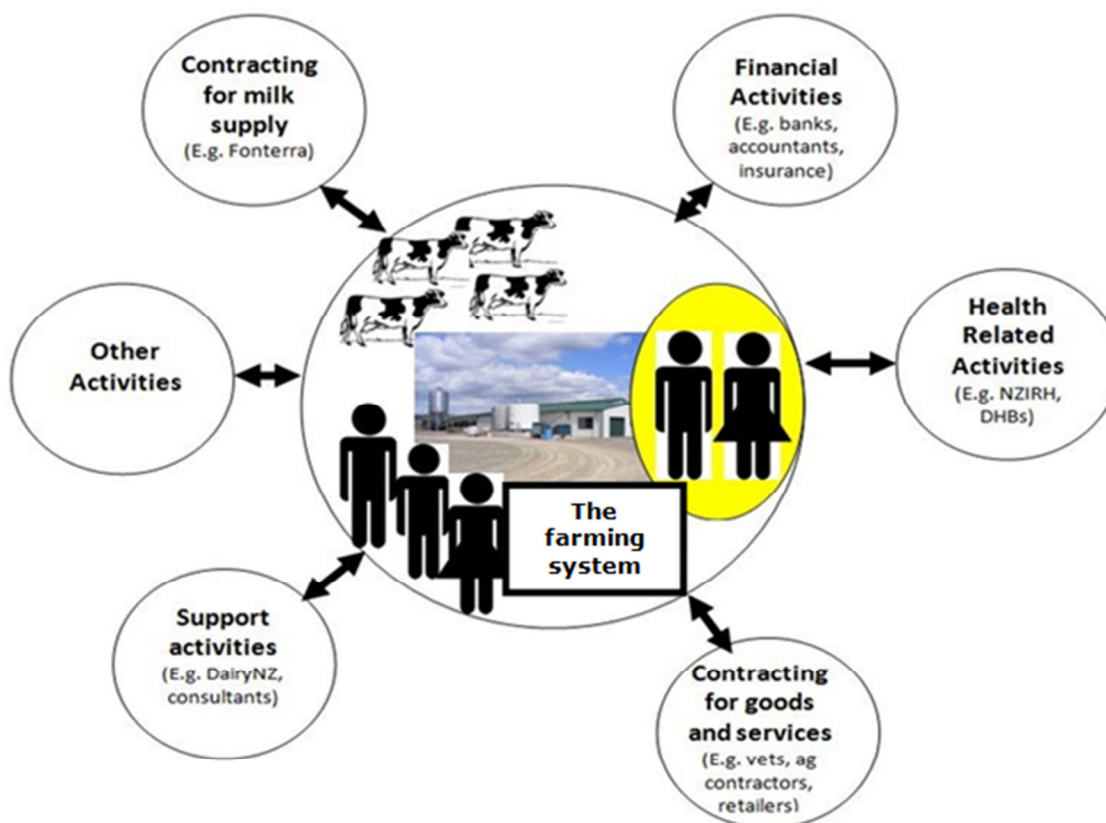 Contracting
for milk
supply
(E.g. Fonterra)
Financial
Activities
(E.g. banks,
accountants,
insurance)
Other
Activities
Health
Related
Activities
(E.g. NZIRH,
DHBs)
The
farming
system
Support
activities
(E.g. DairyNZ,
consultants)
Contracting
for goods
and services
(E.g. vets, ag
contractors,
retailers)